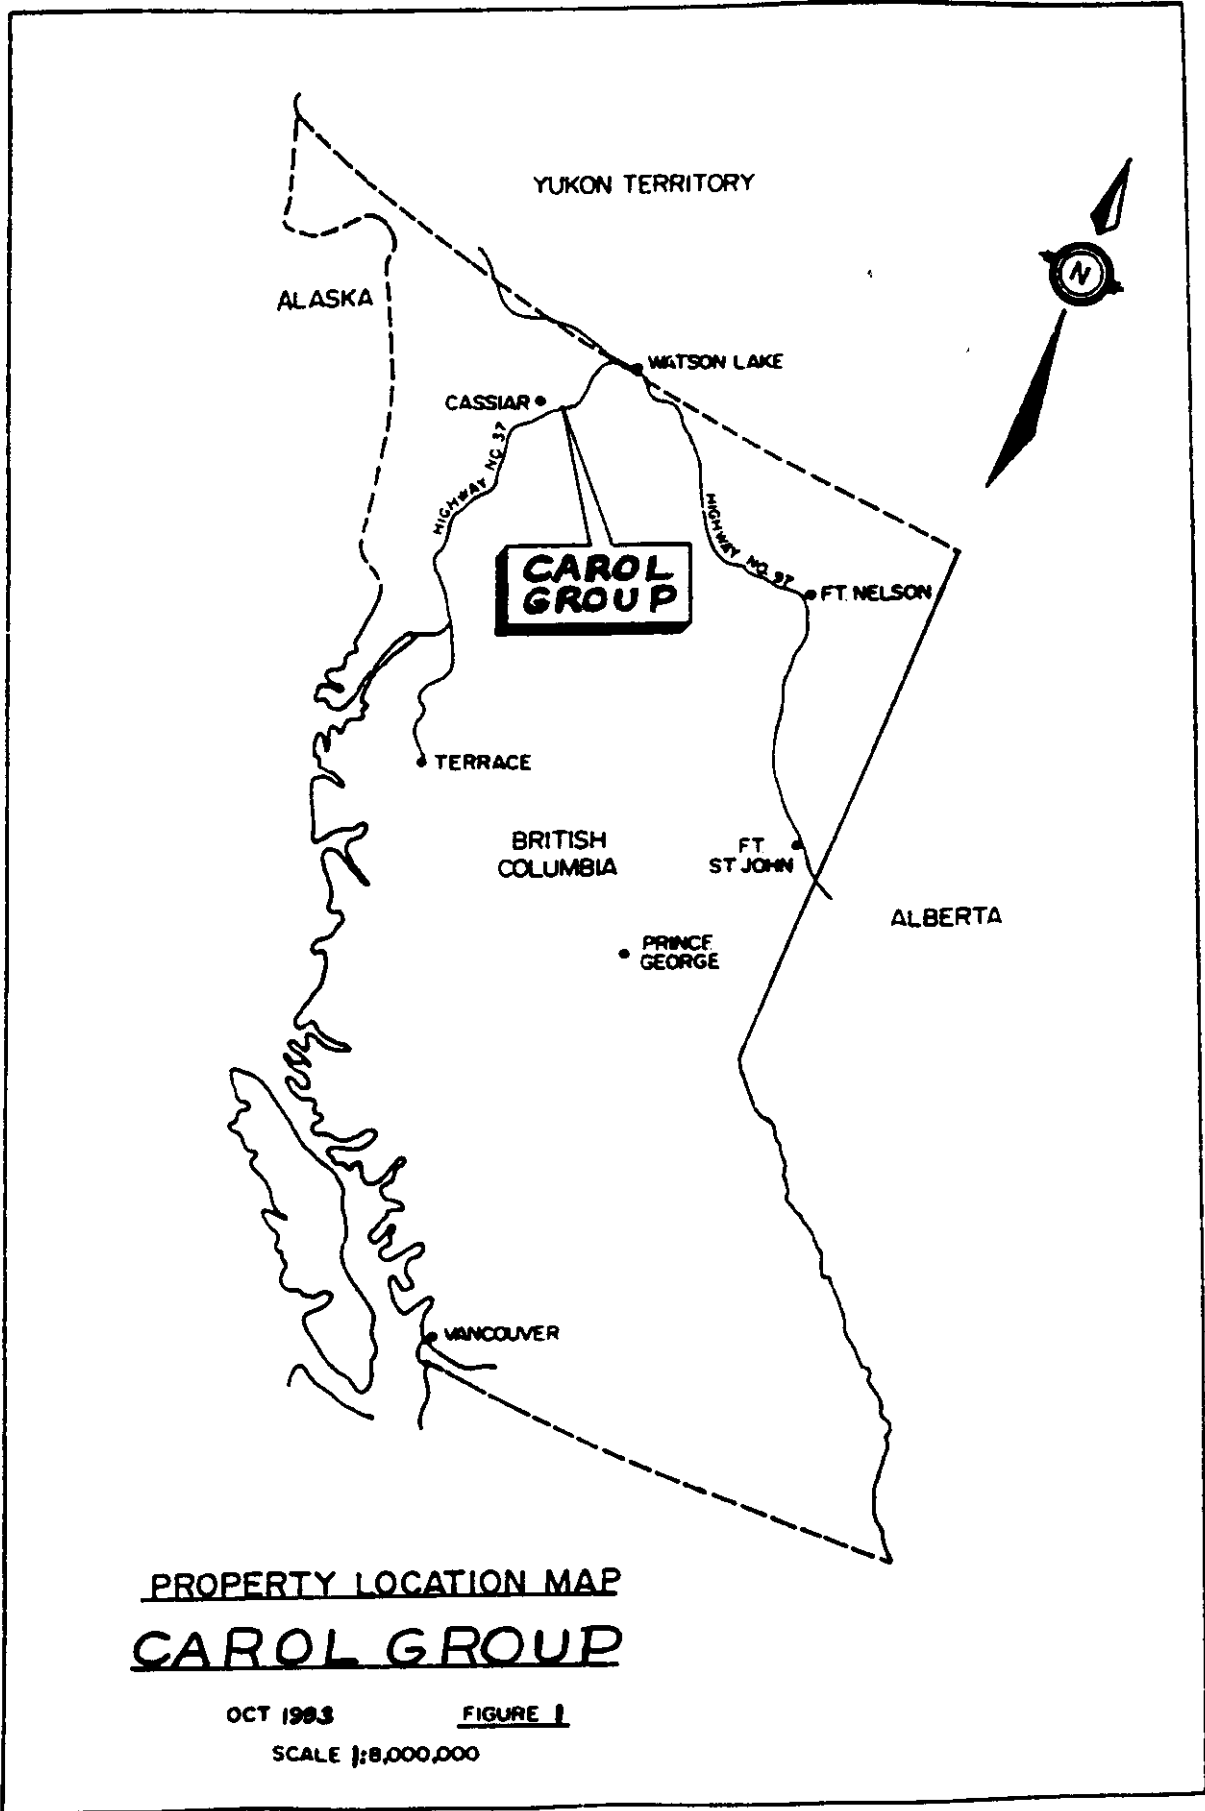 YUKON TERRITORY
N
ALASKA
WATSON LAKE
CASSIAR
HIGHWAY NO. 37
HIGHWAY NO. 97
CAROL
GROUP
FT. NELSON
TERRACE
BRITISH
COLUMBIA
FT.
ST JOHN
ALBERTA
PRINCE
GEORGE
VANCOUVER
PROPERTY LOCATION MAP
CAROL GROUP
OCT
FIGURE 1
SCALE 1:8,000,000